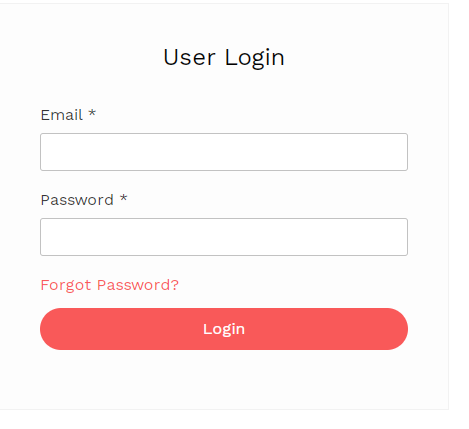 User Login
Email *
Password *
Forgot Password?
Login